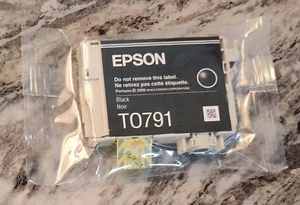 EPSON
Do not remove this label.
Ne retirez pas cette étiquette.
Black
Noir
T0791